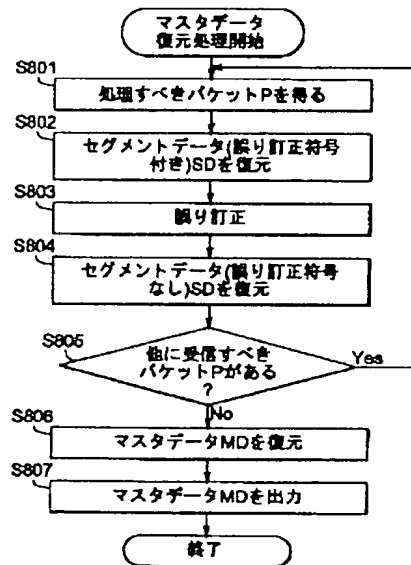 マスタデータ
復元処理開始
S801
処理すべきパケットPを得る
S802
セグメントデータ(誤り訂正符号
付き)SDを復元
S803
誤り訂正
S804
セグメントデータ(誤り訂正符号
なし)SDを復元
S805
他に受信すべき
パケットPがある
?
Yes
No
S806
マスタデータMDを復元
S807
マスタデータMDを出力
終了